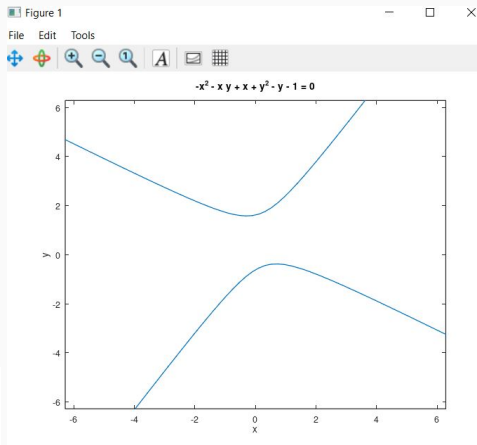 Figure 1
File Edit Tools
1 A
-x² - x y + x + y² - y - 1 = 0
6
4
2
0
-2
-4
-6
y
-6 -4 -2 0 2 4 6
x